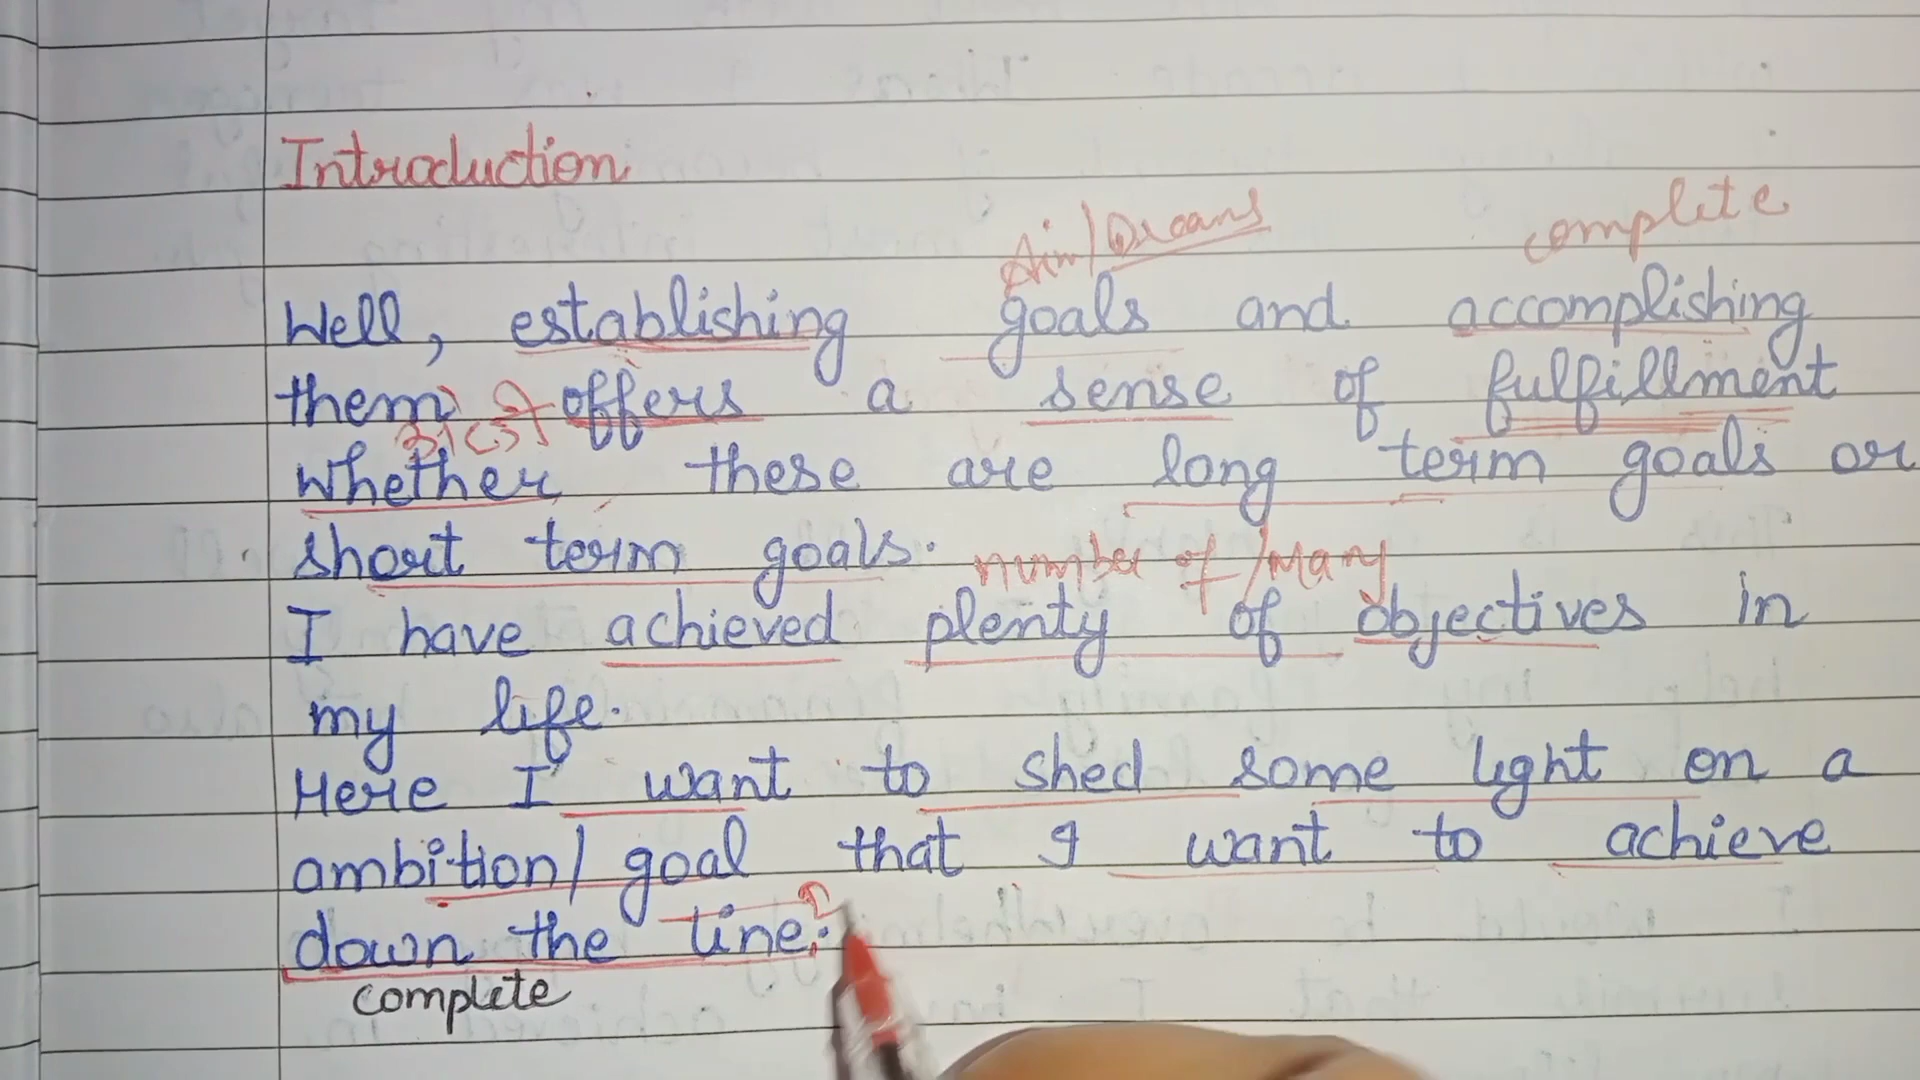 Introduction
Aim/Dreams complete
Well, establishing goals and accomplishing
them offers a sense of fulfillment
whether these are long term goals or
short term goals.
number of/Many
I have achieved plenty of objectives in
my life.
Here I want to shed some light on a
ambition/goal that I want to achieve
down the line.
complete